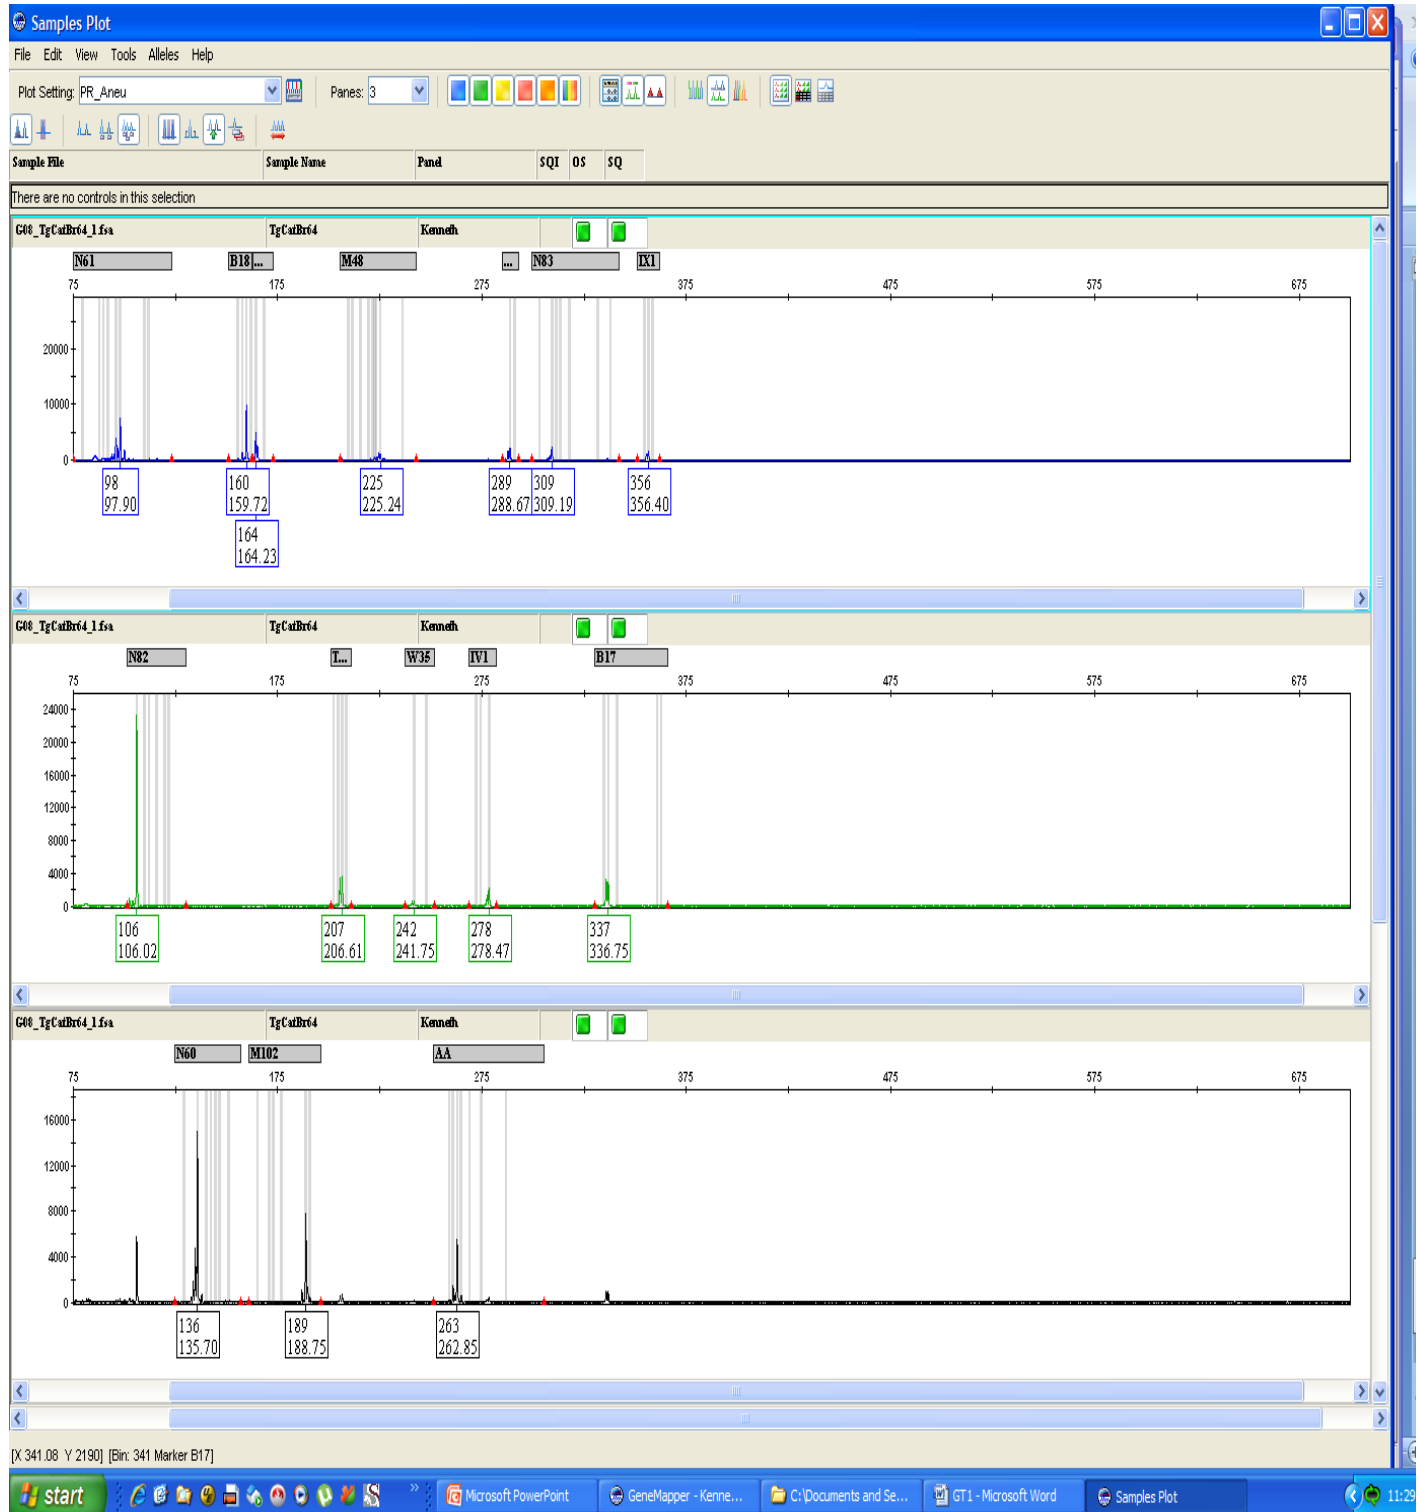 Samples Plot
File Edit View Tools Alleles Help
Plot Setting: PR_Aneu Panes: 3
Sample File Sample Name Panel SQI OS SQ
There are no controls in this selection
G08_TgCatBr64_1.fsa TgCatBr64 Kenneth
N61 B18 ... M48 ... N83 IX1
75 175 275 375 475 575 675
20000
10000
0
98 160 225 289 309 356
97.90 159.72 225.24 288.67 309.19 356.40
164
164.23
G08_TgCatBr64_1.fsa TgCatBr64 Kenneth
N82 T... W35 IV1 B17
75 175 275 375 475 575 675
24000
20000
16000
12000
8000
4000
0
106 207 242 278 337
106.02 206.61 241.75 278.47 336.75
G08_TgCatBr64_1.fsa TgCatBr64 Kenneth
N60 M102 AA
75 175 275 375 475 575 675
16000
12000
8000
4000
0
136 189 263
135.70 188.75 262.85
[X 341.08 Y 2190] [Bin: 341 Marker B17]
start » Microsoft PowerPoint GeneMapper - Kenne... C:\Documents and Se... GT1 - Microsoft Word Samples Plot 11:29